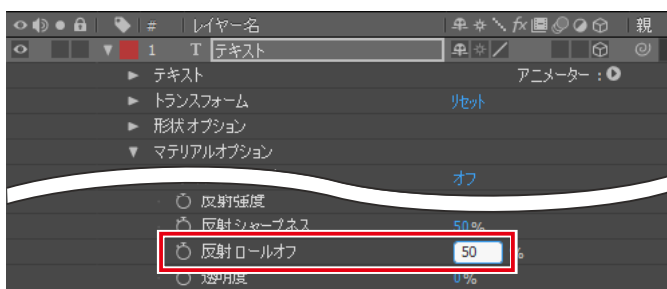 # レイヤー名 fx 親
1 T テキスト
テキスト アニメーター：
トランスフォーム リセット
形状オプション
マテリアルオプション
オフ
反射強度
反射シャープネス 50%
反射ロールオフ 50 %
透明度 0%